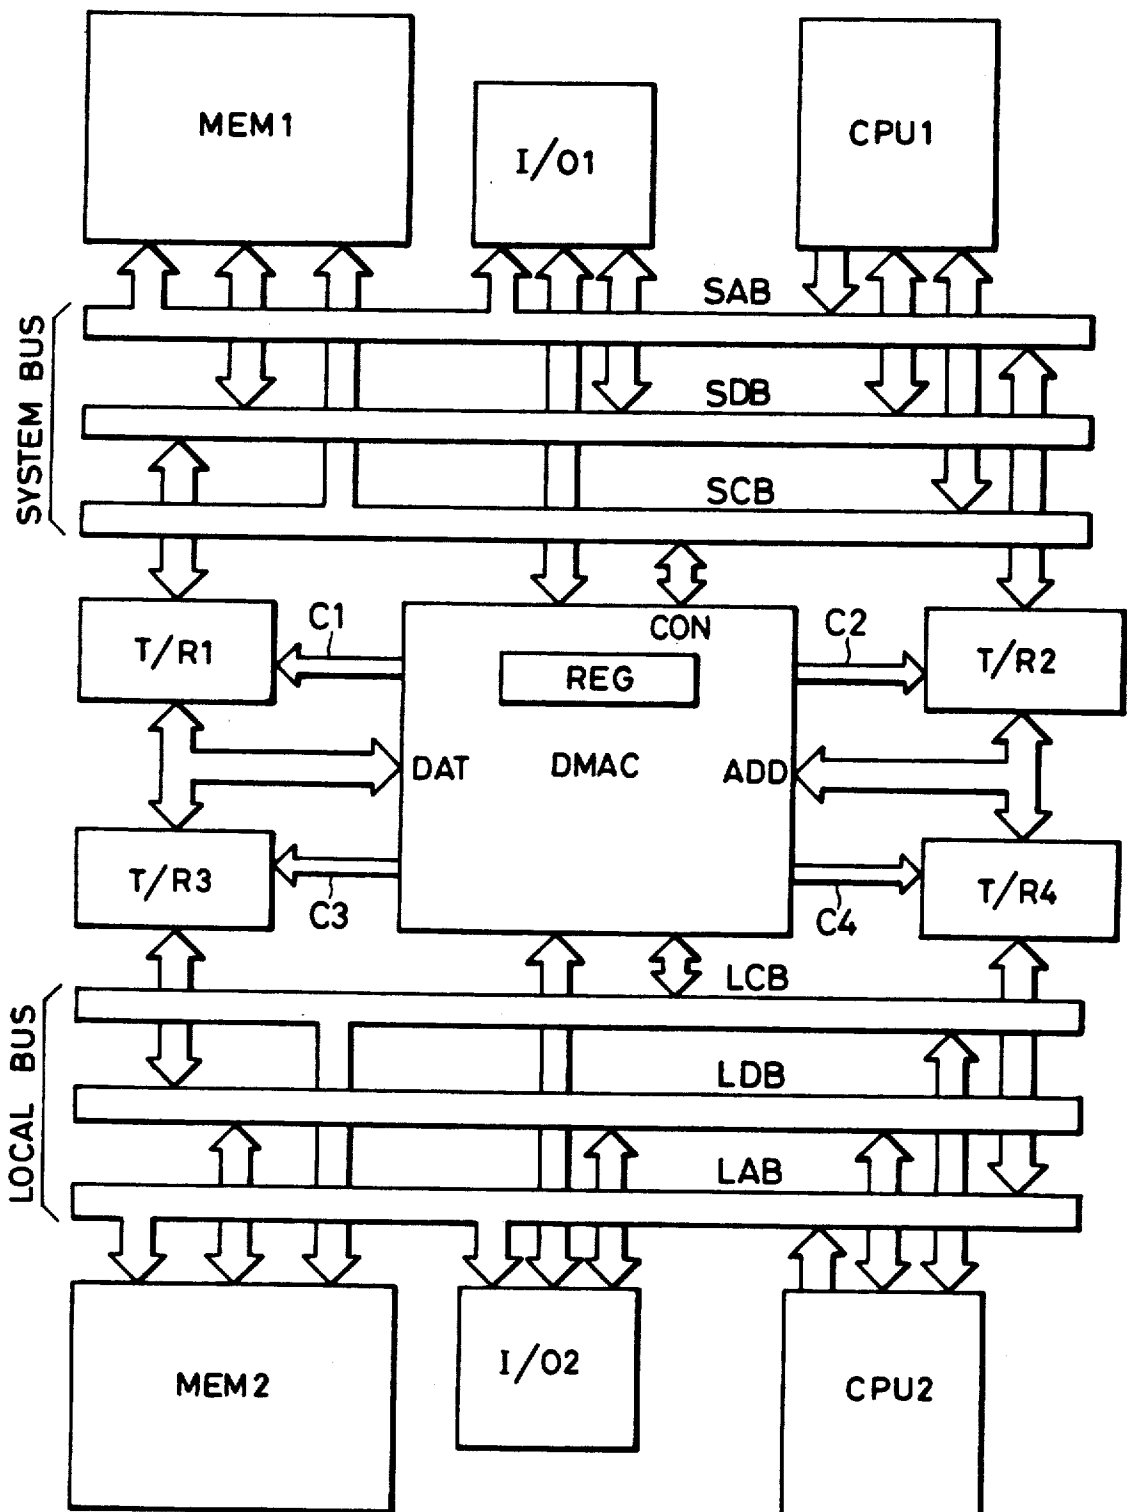 MEM1
I/O1
CPU1
SAB
SYSTEM BUS
SDB
SCB
C1
CON
C2
T/R1
REG
T/R2
DAT
DMAC
ADD
T/R3
C3
C4
T/R4
LCB
LOCAL BUS
LDB
LAB
MEM2
I/O2
CPU2